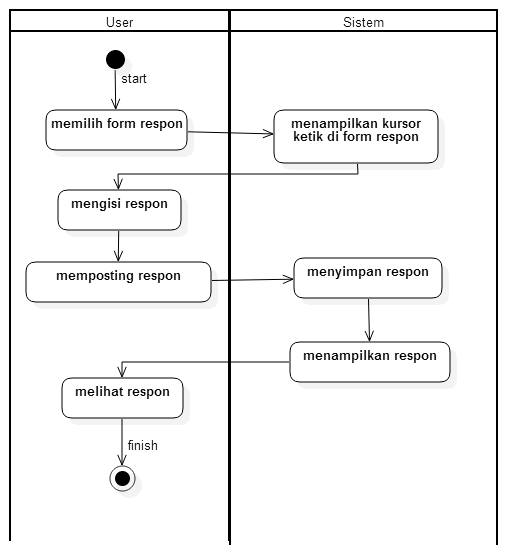 User
Sistem
start
memilih form respon
menampilkan kursor
ketik di form respon
mengisi respon
memposting respon
menyimpan respon
menampilkan respon
melihat respon
finish